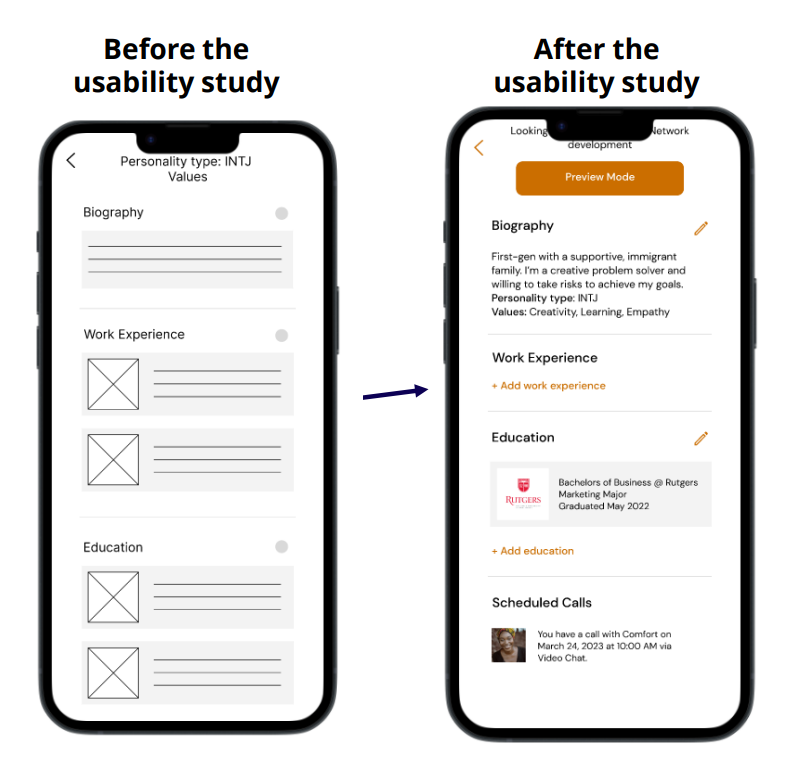 Before the
usability study
Personality type: INTJ
Values
Biography
Work Experience
Education
After the
usability study
Looking Network
development
Preview Mode
Biography
First-gen with a supportive, immigrant
family. I'm a creative problem solver and
willing to take risks to achieve my goals.
Personality type: INTJ
Values: Creativity, Learning, Empathy
Work Experience
+ Add work experience
Education
RUTGERS
Bachelors of Business @ Rutgers
Marketing Major
Graduated May 2022
+ Add education
Scheduled Calls
You have a call with Comfort on
March 24, 2023 at 10:00 AM via
Video Chat.